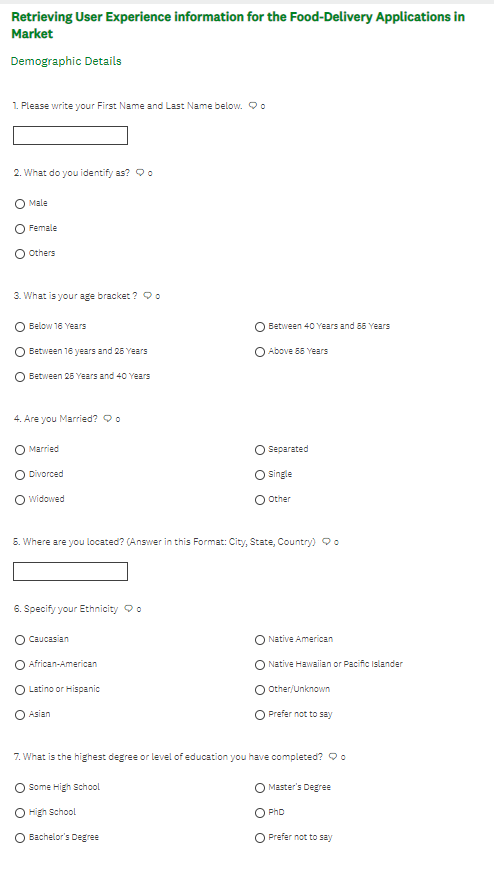 Retrieving User Experience information for the Food-Delivery Applications in
Market
Demographic Details
1. Please write your First Name and Last Name below. 0
2. What do you identify as? 0
Male
Female
Others
3. What is your age bracket ? 0
Below 16 Years
Between 16 years and 25 Years
Between 25 Years and 40 Years
Between 40 Years and 55 Years
Above 55 Years
4. Are you Married? 0
Married
Divorced
Widowed
Separated
Single
Other
5. Where are you located? (Answer in this Format: City, State, Country) 0
6. Specify your Ethnicity 0
Caucasian
African-American
Latino or Hispanic
Asian
Native American
Native Hawaiian or Pacific Islander
Other/Unknown
Prefer not to say
7. What is the highest degree or level of education you have completed? 0
Some High School
High School
Bachelor's Degree
Master's Degree
PhD
Prefer not to say